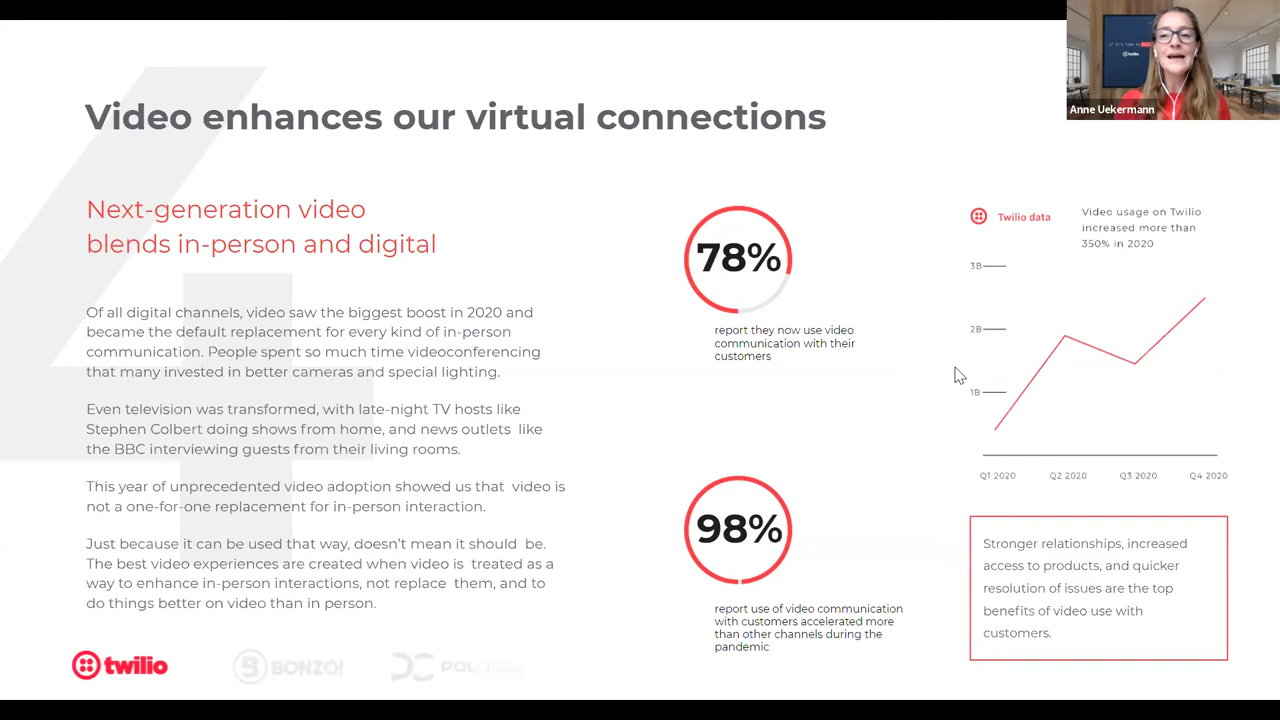 Video enhances our virtual connections
Next-generation video
blends in-person and digital
Of all digital channels, video saw the biggest boost in 2020 and
became the default replacement for every kind of in-person
communication. People spent so much time videoconferencing
that many invested in better cameras and special lighting.
Even television was transformed, with late-night TV hosts like
Stephen Colbert doing shows from home, and news outlets like
the BBC interviewing guests from their living rooms.
This year of unprecedented video adoption showed us that video is
not a one-for-one replacement for in-person interaction.
Just because it can be used that way, doesn't mean it should be.
The best video experiences are created when video is treated as a
way to enhance in-person interactions, not replace them, and to
do things better on video than in person.
4
78%
report they now use video
communication with their
customers
98%
report use of video communication
with customers accelerated more
than other channels during the
pandemic
Twilio data
Video usage on Twilio
increased more than
350% in 2020
3B
2B
1B
Q1 2020
Q2 2020
Q3 2020
Q4 2020
Stronger relationships, increased
access to products, and quicker
resolution of issues are the top
benefits of video use with
customers.
twilio
BONZO!
Anne Uekermann
twilio